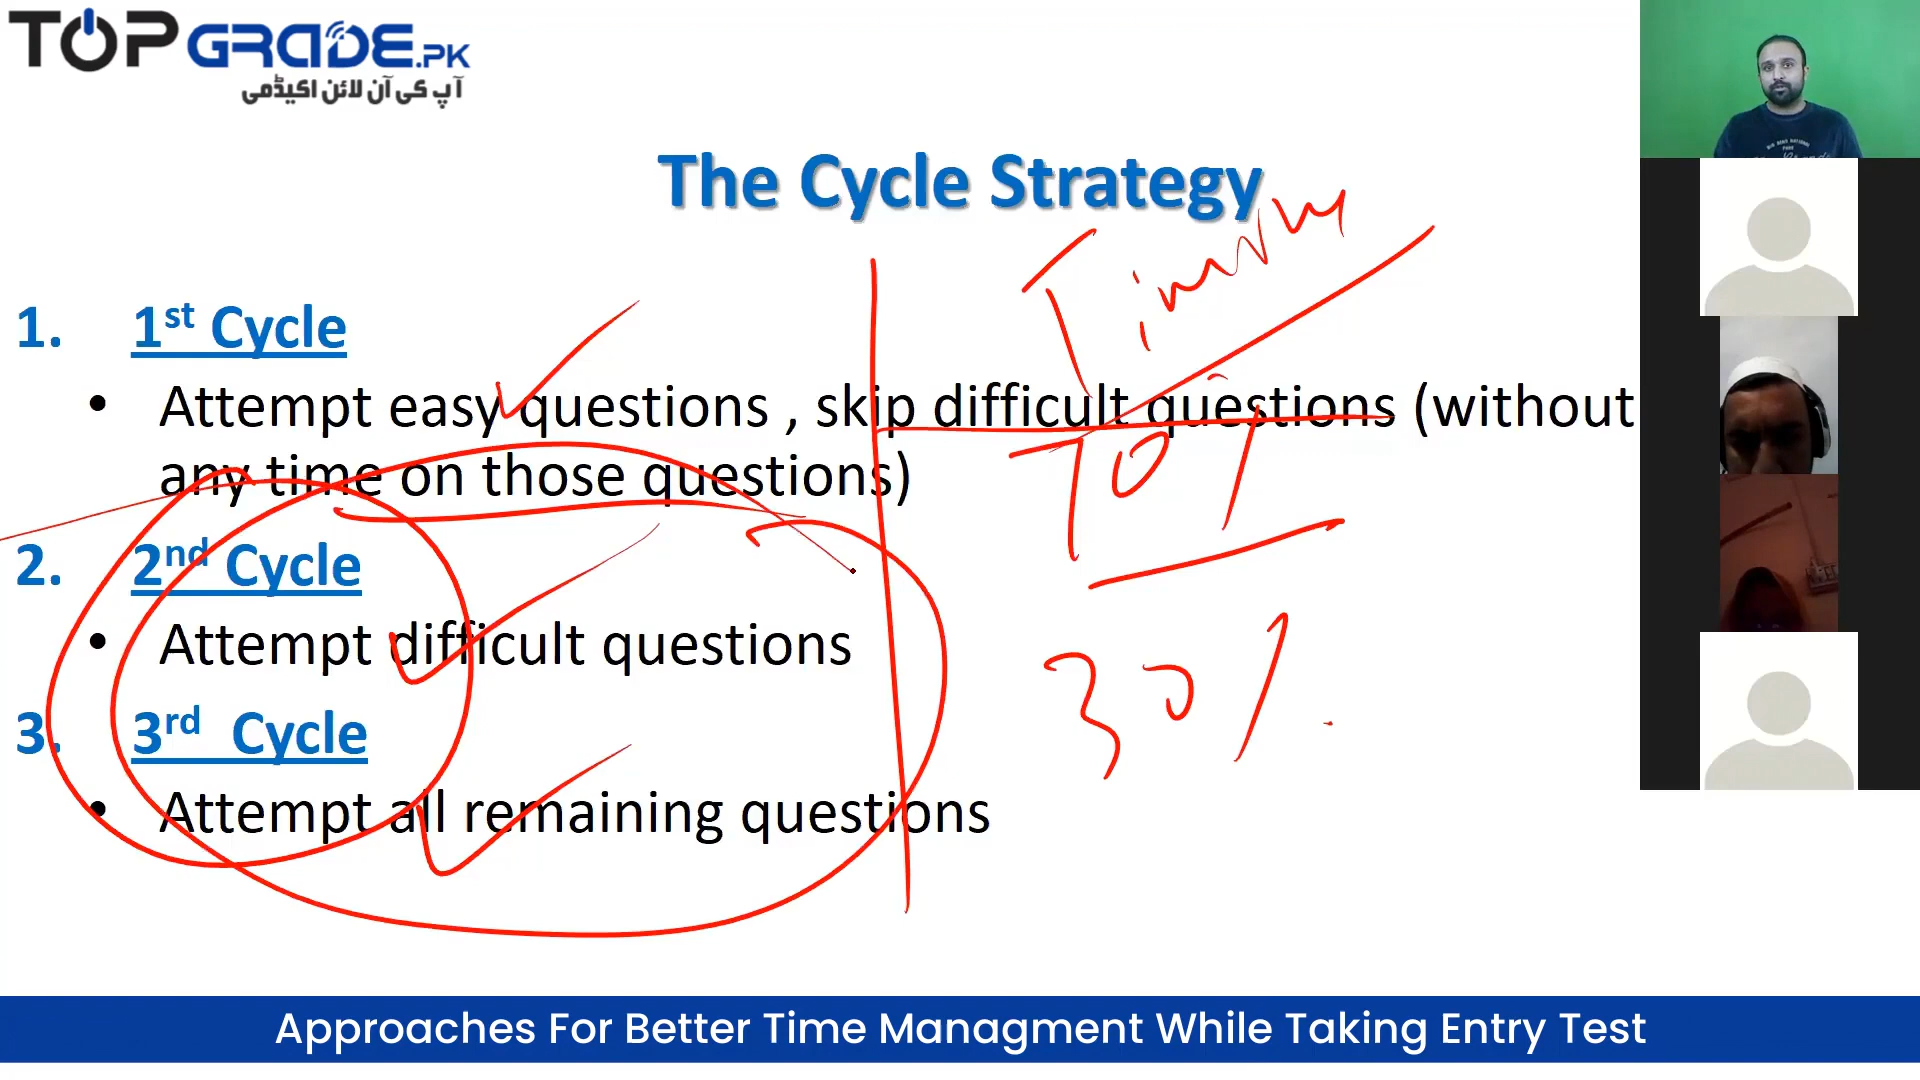 TOPGRADE.PK
آپ کی آن لائن اکیڈمی
The Cycle Strategy
Timing
1. 1st Cycle
• Attempt easy questions , skip difficult questions (without
any time on those questions)
70%
2. 2nd Cycle
• Attempt difficult questions
30%
3. 3rd Cycle
• Attempt all remaining questions
Approaches For Better Time Managment While Taking Entry Test